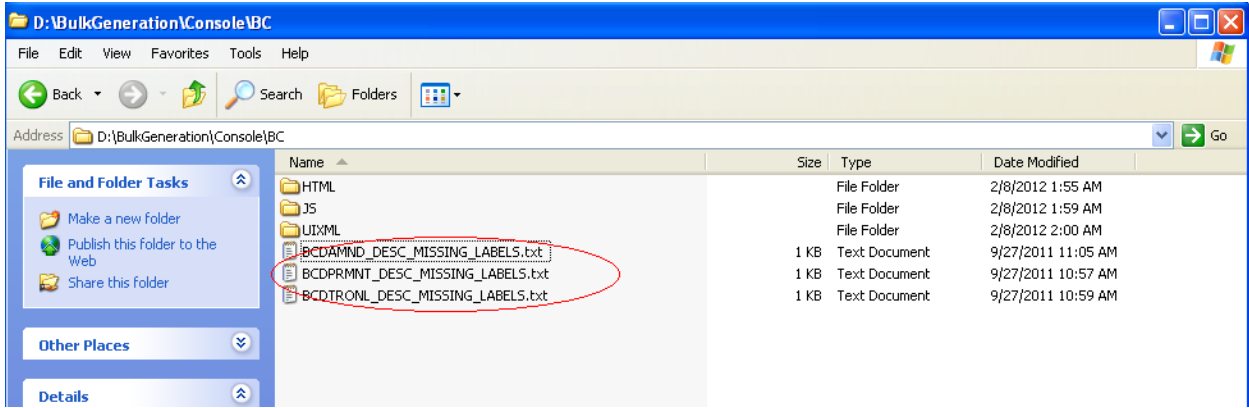 D:\BulkGeneration\Console\BC
File Edit View Favorites Tools Help
Back Search Folders
Address D:\BulkGeneration\Console\BC Go
Name Size Type Date Modified
File and Folder Tasks
Make a new folder
Publish this folder to the
Web
Share this folder
Other Places
Details
HTML File Folder 2/8/2012 1:55 AM
JS File Folder 2/8/2012 1:59 AM
UIXML File Folder 2/8/2012 2:00 AM
BCDAMND_DESC_MISSING_LABELS.txt 1 KB Text Document 9/27/2011 11:05 AM
BCDPRMNT_DESC_MISSING_LABELS.txt 1 KB Text Document 9/27/2011 10:57 AM
BCDTRONL_DESC_MISSING_LABELS.txt 1 KB Text Document 9/27/2011 10:59 AM